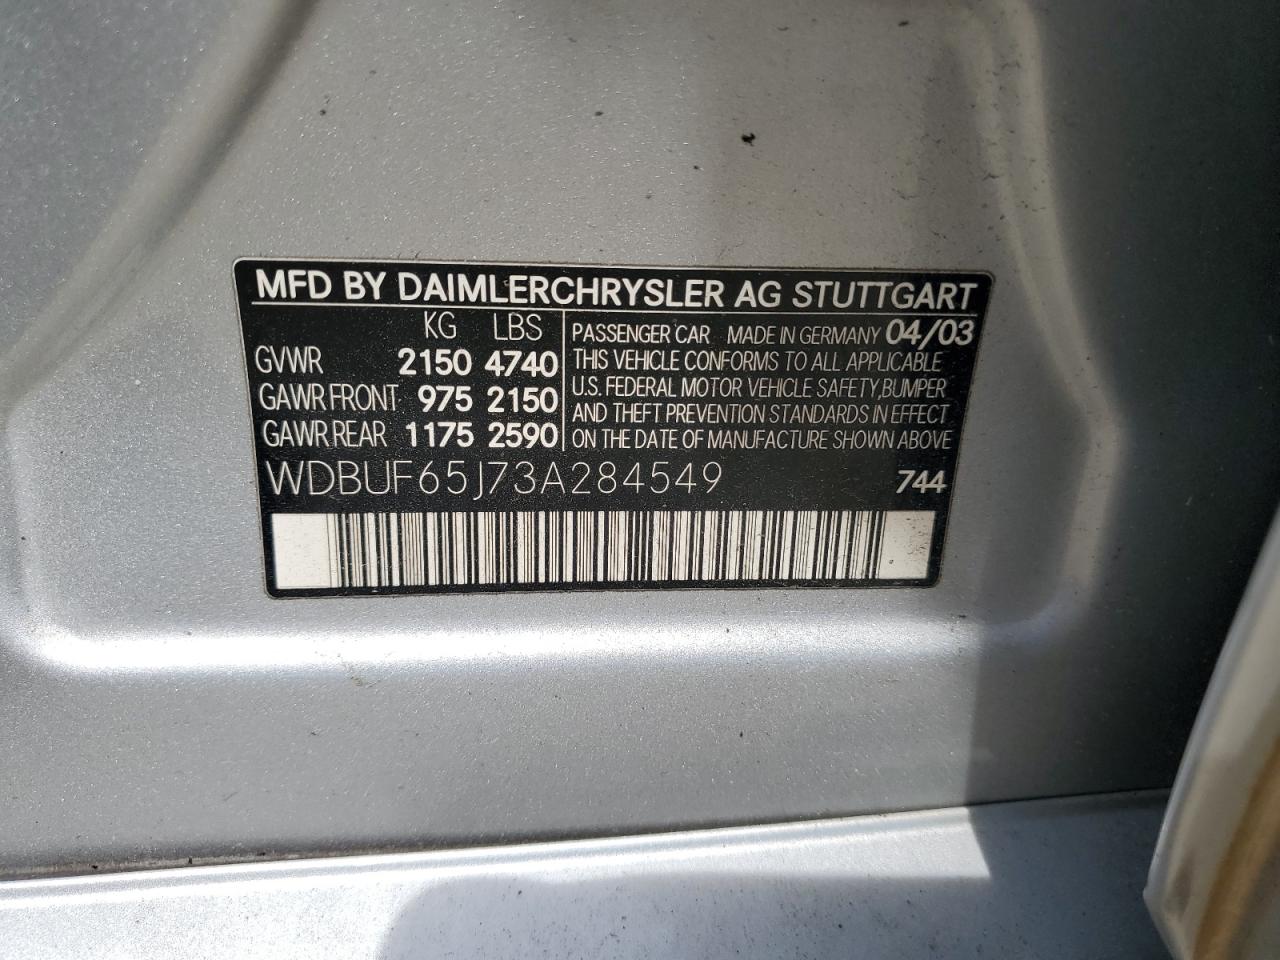 MFD BY DAIMLERCHRYSLER AG STUTTGART
KG LBS
GVWR 2150 4740
GAWR FRONT 975 2150
GAWR REAR 1175 2590
PASSENGER CAR MADE IN GERMANY 04/03
THIS VEHICLE CONFORMS TO ALL APPLICABLE
U.S. FEDERAL MOTOR VEHICLE SAFETY,BUMPER
AND THEFT PREVENTION STANDARDS IN EFFECT
ON THE DATE OF MANUFACTURE SHOWN ABOVE
WDBUF65J73A284549 744